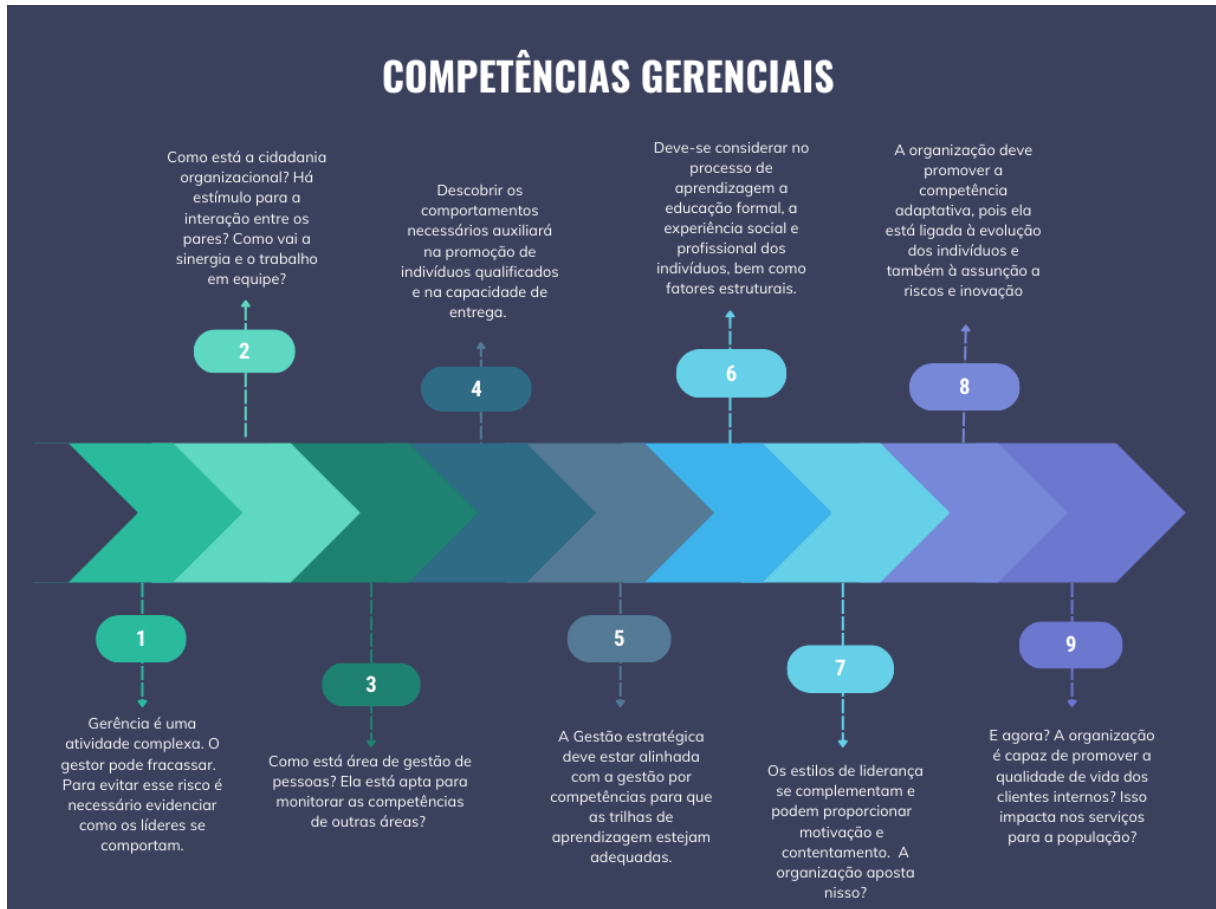 COMPETÊNCIAS GERENCIAIS
1
Gerência é uma
atividade complexa. O
gestor pode fracassar.
Para evitar esse risco é
necessário evidenciar
como os líderes se
comportam.
2
Como está a cidadania
organizacional? Há
estímulo para a
interação entre os
pares? Como vai a
sinergia e o trabalho
em equipe?
3
Como está área de gestão de
pessoas? Ela está apta para
monitorar as competências
de outras áreas?
4
Descobrir os
comportamentos
necessários auxiliará
na promoção de
indivíduos qualificados
e na capacidade de
entrega.
5
A Gestão estratégica
deve estar alinhada
com a gestão por
competências para que
as trilhas de
aprendizagem estejam
adequadas.
6
Deve-se considerar no
processo de
aprendizagem a
educação formal, a
experiência social e
profissional dos
indivíduos, bem como
fatores estruturais.
7
Os estilos de liderança
se complementam e
podem proporcionar
motivação e
contentamento. A
organização aposta
nisso?
8
A organização deve
promover a
competência
adaptativa, pois ela
está ligada à evolução
dos indivíduos e
também à assunção a
riscos e inovação
9
E agora? A organização
é capaz de promover a
qualidade de vida dos
clientes internos? Isso
impacta nos serviços
para a população?